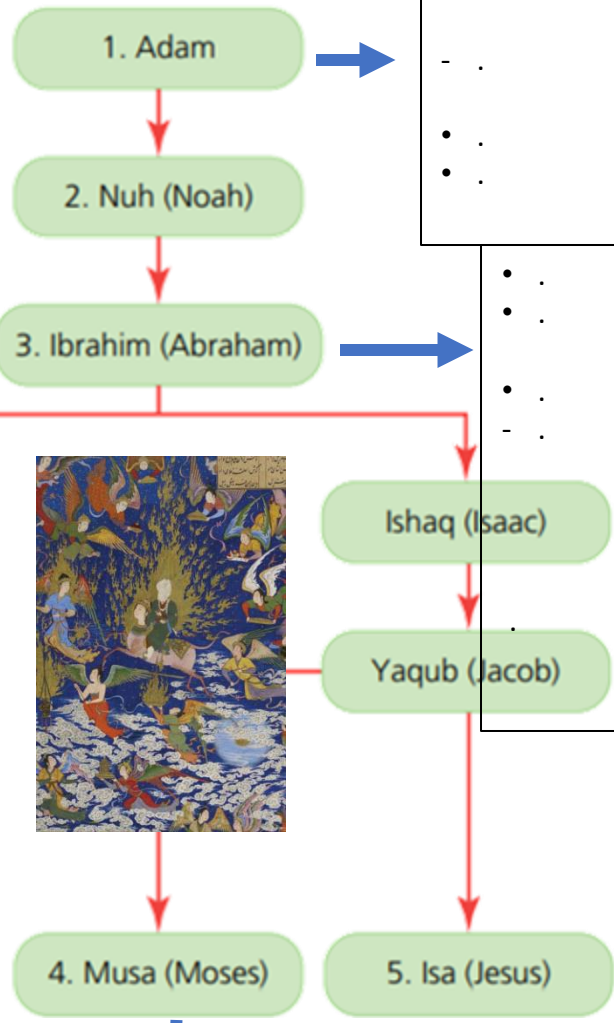 1. Adam
- .
• .
• .
2. Nuh (Noah)
• .
• .
3. Ibrahim (Abraham)
• .
- .
Ishaq (Isaac)
.
Yaqub (Jacob)
4. Musa (Moses)
5. Isa (Jesus)